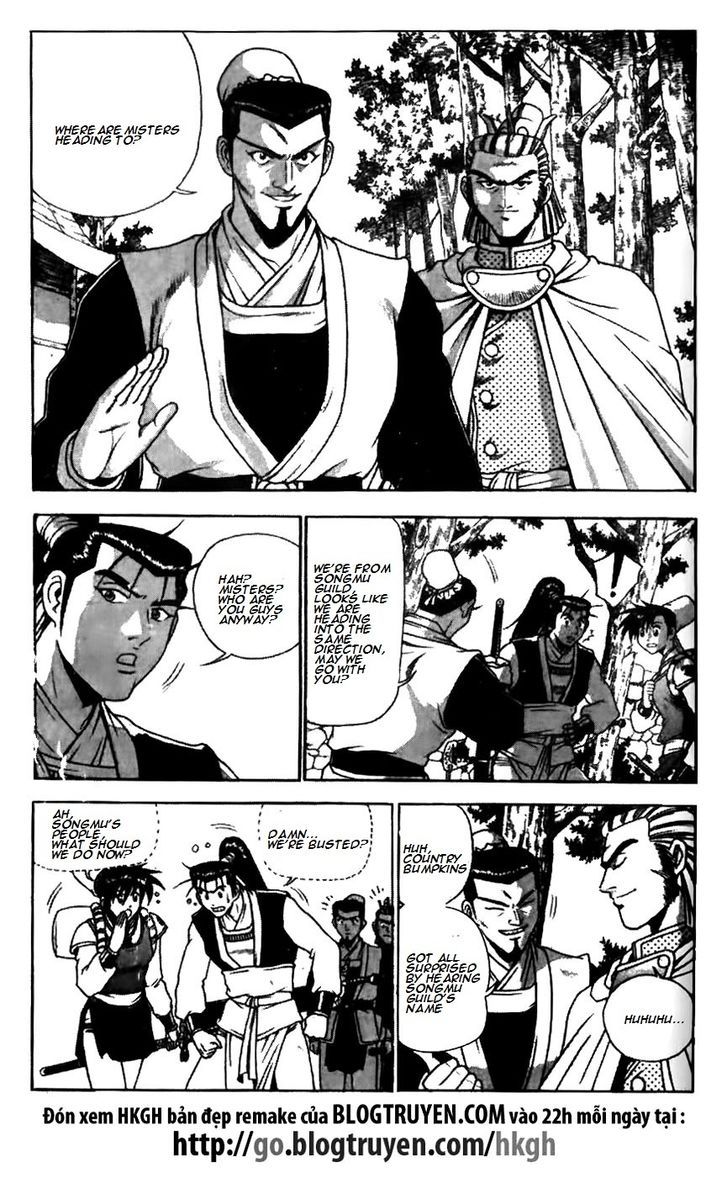 WHERE ARE MISTERS
HEADING TO?
HAH?
MISTERS?
WHO ARE
YOU GUYS
ANYWAY?
WE'RE FROM
SONGMU
GUILD.
LOOKS LIKE
WE ARE
HEADING
INTO THE
SAME
DIRECTION,
MAY WE
GO WITH
YOU?
!
AH,
SONGMU'S
PEOPLE,
WHAT SHOULD
WE DO NOW?
DAMN...
WE'RE BUSTED?
HUH,
COUNTRY
BUMPKINS
GOT ALL
SURPRISED
BY HEARING
SONGMU
GUILD'S
NAME
HUHUHU...
Đón xem HKGH bản đẹp remake của BLOGTRUYEN.COM vào 22h mỗi ngày tại :
http://go.blogtruyen.com/hkgh